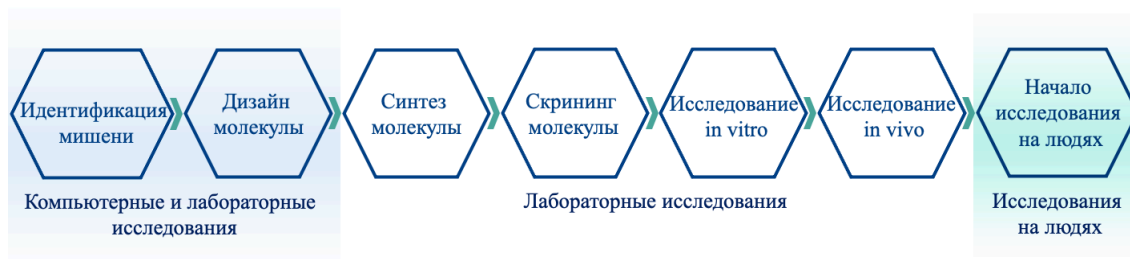 Идентификация
мишени
Дизайн
молекулы
Синтез
молекулы
Скрининг
молекулы
Исследование
in vitro
Исследование
in vivo
Начало
исследования
на людях
Компьютерные и лабораторные
исследования
Лабораторные исследования
Исследования
на людях